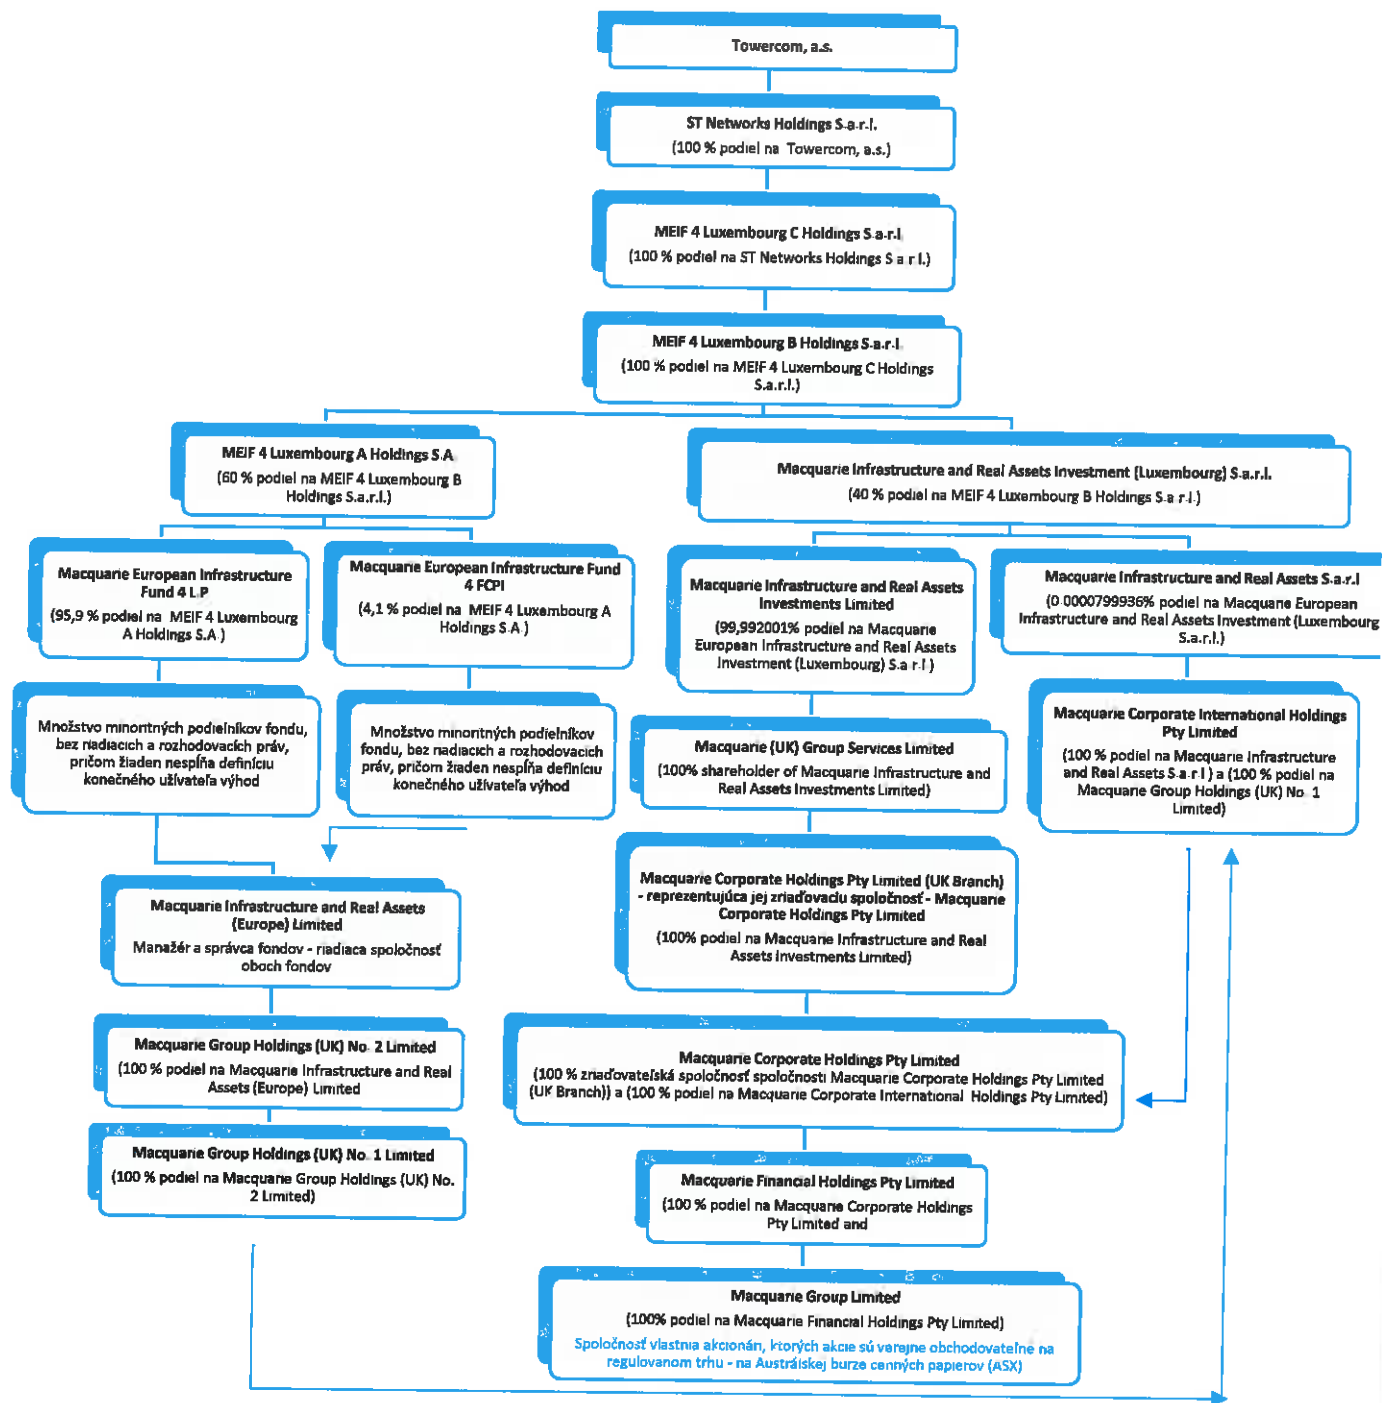 Towercom, a.s.
ST Networks Holdings S.a.r.l.
(100 % podiel na Towercom, a.s.)
MEIF 4 Luxembourg C Holdings S.a.r.l.
(100 % podiel na ST Networks Holdings S a r l.)
MEIF 4 Luxembourg B Holdings S.a.r.l
(100 % podiel na MEIF 4 Luxembourg C Holdings
S.a.r.l.)
MEIF 4 Luxembourg A Holdings S.A
(60 % podiel na MEIF 4 Luxembourg B
Holdings S.a.r.l.)
Macquarie Infrastructure and Real Assets Investment (Luxembourg) S.a.r.l.
(40 % podiel na MEIF 4 Luxembourg B Holdings S.a.r.l.)
Macquarie European Infrastructure
Fund 4 L.P
(95,9 % podiel na MEIF 4 Luxembourg
A Holdings S.A.)
Macquarie European Infrastructure Fund
4 FCPI
(4,1 % podiel na MEIF 4 Luxembourg A
Holdings S.A.)
Macquarie Infrastructure and Real Assets
Investments Limited
(99,992001% podiel na Macquarie
European Infrastructure and Real Assets
Investment (Luxembourg) S.a r.l.)
Macquarie Infrastructure and Real Assets S.a.r.l
(0.0000799936% podiel na Macquarie European
Infrastructure and Real Assets Investment (Luxembourg
S.a.r.l.)
Množstvo minoritných podielníkov fondu,
bez riadiacich a rozhodovacích práv,
pričom žiaden nespĺňa definíciu
konečného užívateľa výhod
Množstvo minoritných podielníkov
fondu, bez riadiacich a rozhodovacích
práv, pričom žiaden nespĺňa definíciu
konečného užívateľa výhod
Macquarie (UK) Group Services Limited
(100% shareholder of Macquarie Infrastructure and
Real Assets Investments Limited)
Macquarie Corporate International Holdings
Pty Limited
(100 % podiel na Macquarie Infrastructure
and Real Assets S.a.r.l ) a (100 % podiel na
Macquarie Group Holdings (UK) No. 1
Limited)
Macquarie Corporate Holdings Pty Limited (UK Branch)
- reprezentujúca jej zriaďovaciu spoločnosť - Macquarie
Corporate Holdings Pty Limited
(100% podiel na Macquarie Infrastructure and Real
Assets Investments Limited)
Macquarie Infrastructure and Real Assets
(Europe) Limited
Manažér a správca fondov - riadiaca spoločnosť
oboch fondov
Macquarie Group Holdings (UK) No. 2 Limited
(100 % podiel na Macquarie Infrastructure and Real
Assets (Europe) Limited
Macquarie Corporate Holdings Pty Limited
(100 % zriaďovateľská spoločnosť spoločnosti Macquarie Corporate Holdings Pty Limited
(UK Branch)) a (100 % podiel na Macquarie Corporate International Holdings Pty Limited)
Macquarie Group Holdings (UK) No. 1 Limited
(100 % podiel na Macquarie Group Holdings (UK) No.
2 Limited)
Macquarie Financial Holdings Pty Limited
(100 % podiel na Macquarie Corporate Holdings
Pty Limited and
Macquarie Group Limited
(100% podiel na Macquarie Financial Holdings Pty Limited)
Spoločnosť vlastnia akcionári, ktorých akcie sú verejne obchodovateľne na
regulovanom trhu - na Austrálskej burze cenných papierov (ASX)